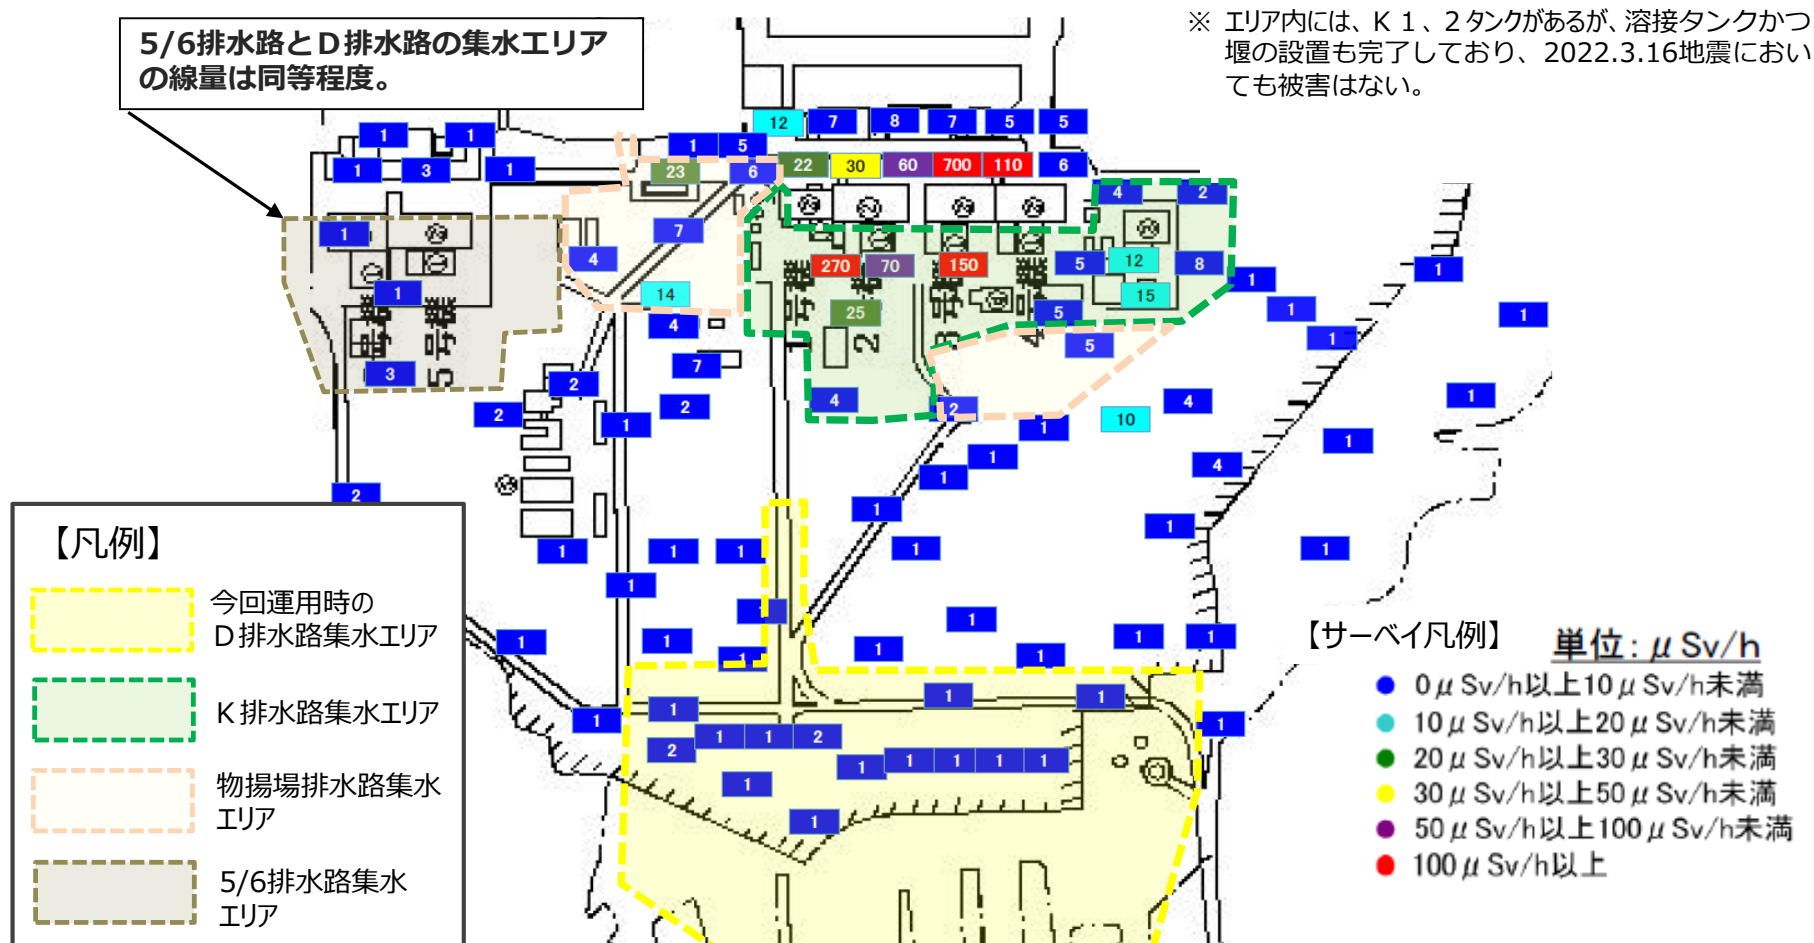 5/6排水路とD排水路の集水エリア
の線量は同等程度。
※ エリア内には、K1、2タンクがあるが、溶接タンクかつ
堰の設置も完了しており、2022.3.16地震におい
ても被害はない。
12 7 8 7 5 5
1 1 1 5
1 3 1 23 6 22 30 60 700 110 6
4 2
1 7
4 270 70 150 5 12 8
1 14 15 1 1
4 25 5 1 1
5号機 2号機 3 4
7 5 1
3 2 1
2 2 1 4 2 10 4
1 1
1 1 4
2 1 1 1
1 1 1 1 1
1 1
1 1 1 1 1 1
1 1
1 1 1
1 1
2 1 1 2 1 1 1 1 1
1
1
【凡例】
今回運用時の
D排水路集水エリア
K排水路集水エリア
物揚場排水路集水
エリア
5/6排水路集水
エリア
【サーベイ凡例】
単位:μSv/h
0μSv/h以上10μSv/h未満
10μSv/h以上20μSv/h未満
20μSv/h以上30μSv/h未満
30μSv/h以上50μSv/h未満
50μSv/h以上100μSv/h未満
100μSv/h以上